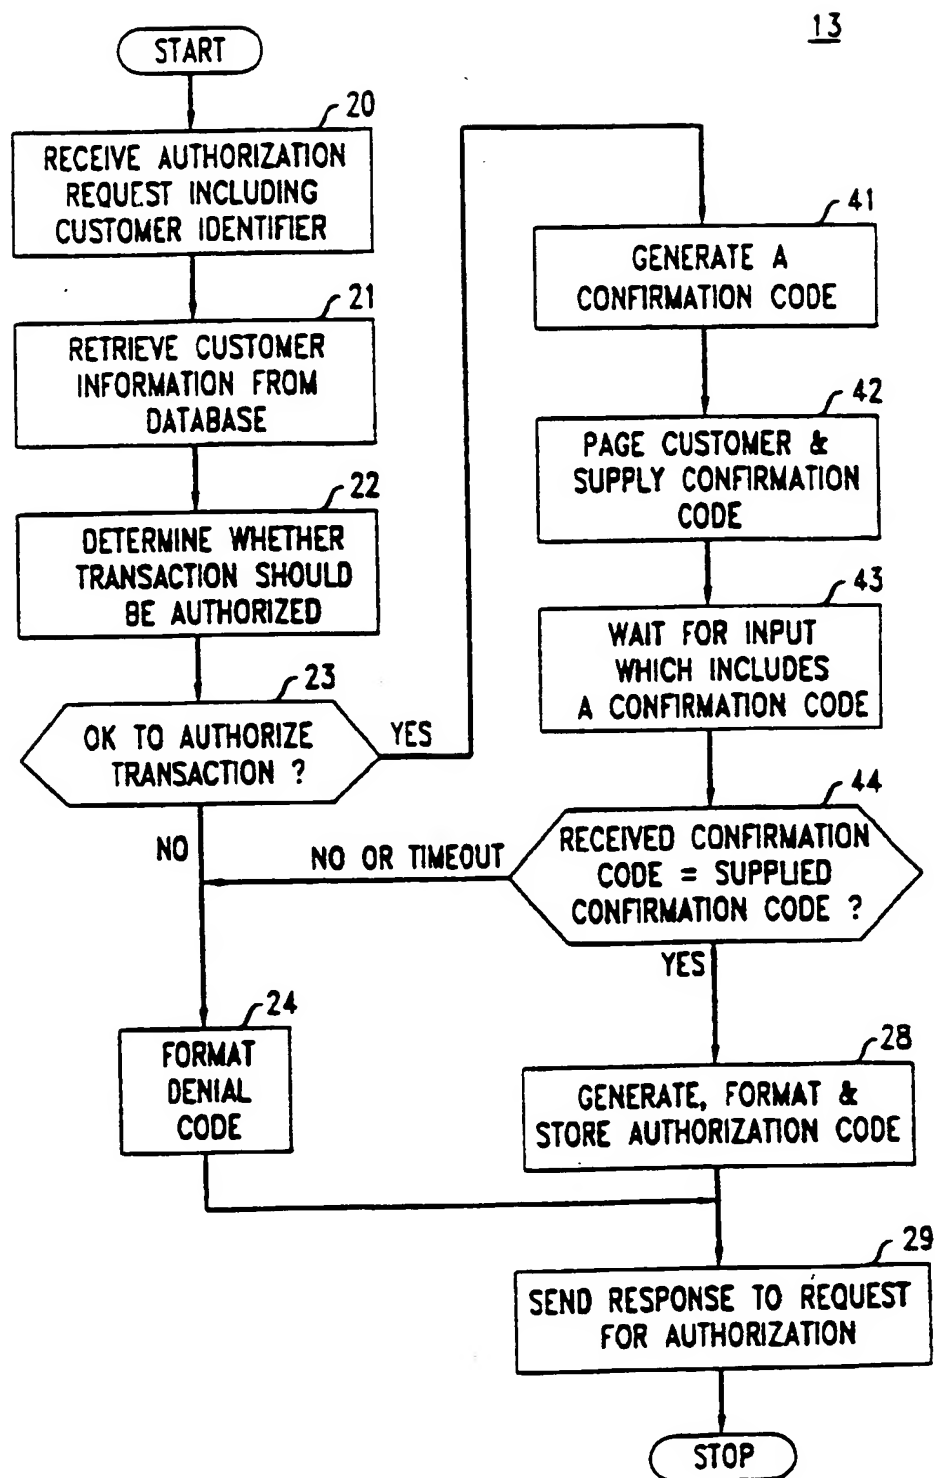 13
START
20
RECEIVE AUTHORIZATION
REQUEST INCLUDING
CUSTOMER IDENTIFIER
21
RETRIEVE CUSTOMER
INFORMATION FROM
DATABASE
22
DETERMINE WHETHER
TRANSACTION SHOULD
BE AUTHORIZED
23
OK TO AUTHORIZE
TRANSACTION ?
YES
NO
41
GENERATE A
CONFIRMATION CODE
42
PAGE CUSTOMER &
SUPPLY CONFIRMATION
CODE
43
WAIT FOR INPUT
WHICH INCLUDES
A CONFIRMATION CODE
44
RECEIVED CONFIRMATION
CODE = SUPPLIED
CONFIRMATION CODE ?
NO OR TIMEOUT
YES
24
FORMAT
DENIAL
CODE
28
GENERATE, FORMAT &
STORE AUTHORIZATION CODE
29
SEND RESPONSE TO REQUEST
FOR AUTHORIZATION
STOP